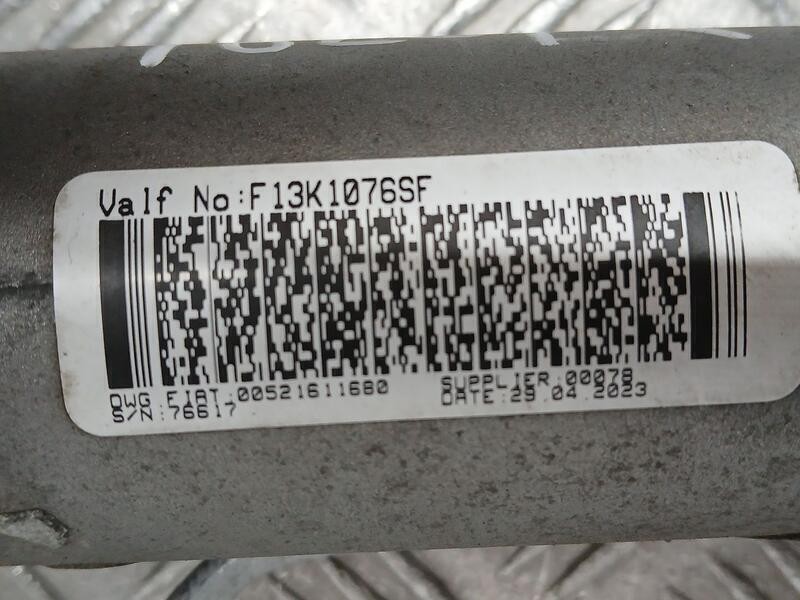 Valf No:F13K1076SF
DWG FIAT:00521611680 SUPPLIER:00078
S/N:76617 DATE:29.04.2023